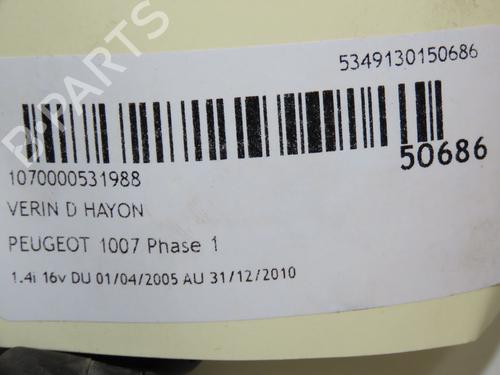 5349130150686
50686
1070000531988
VERIN D HAYON
PEUGEOT 1007 Phase 1
1.4i 16v DU 01/04/2005 AU 31/12/2010
B-PARTS